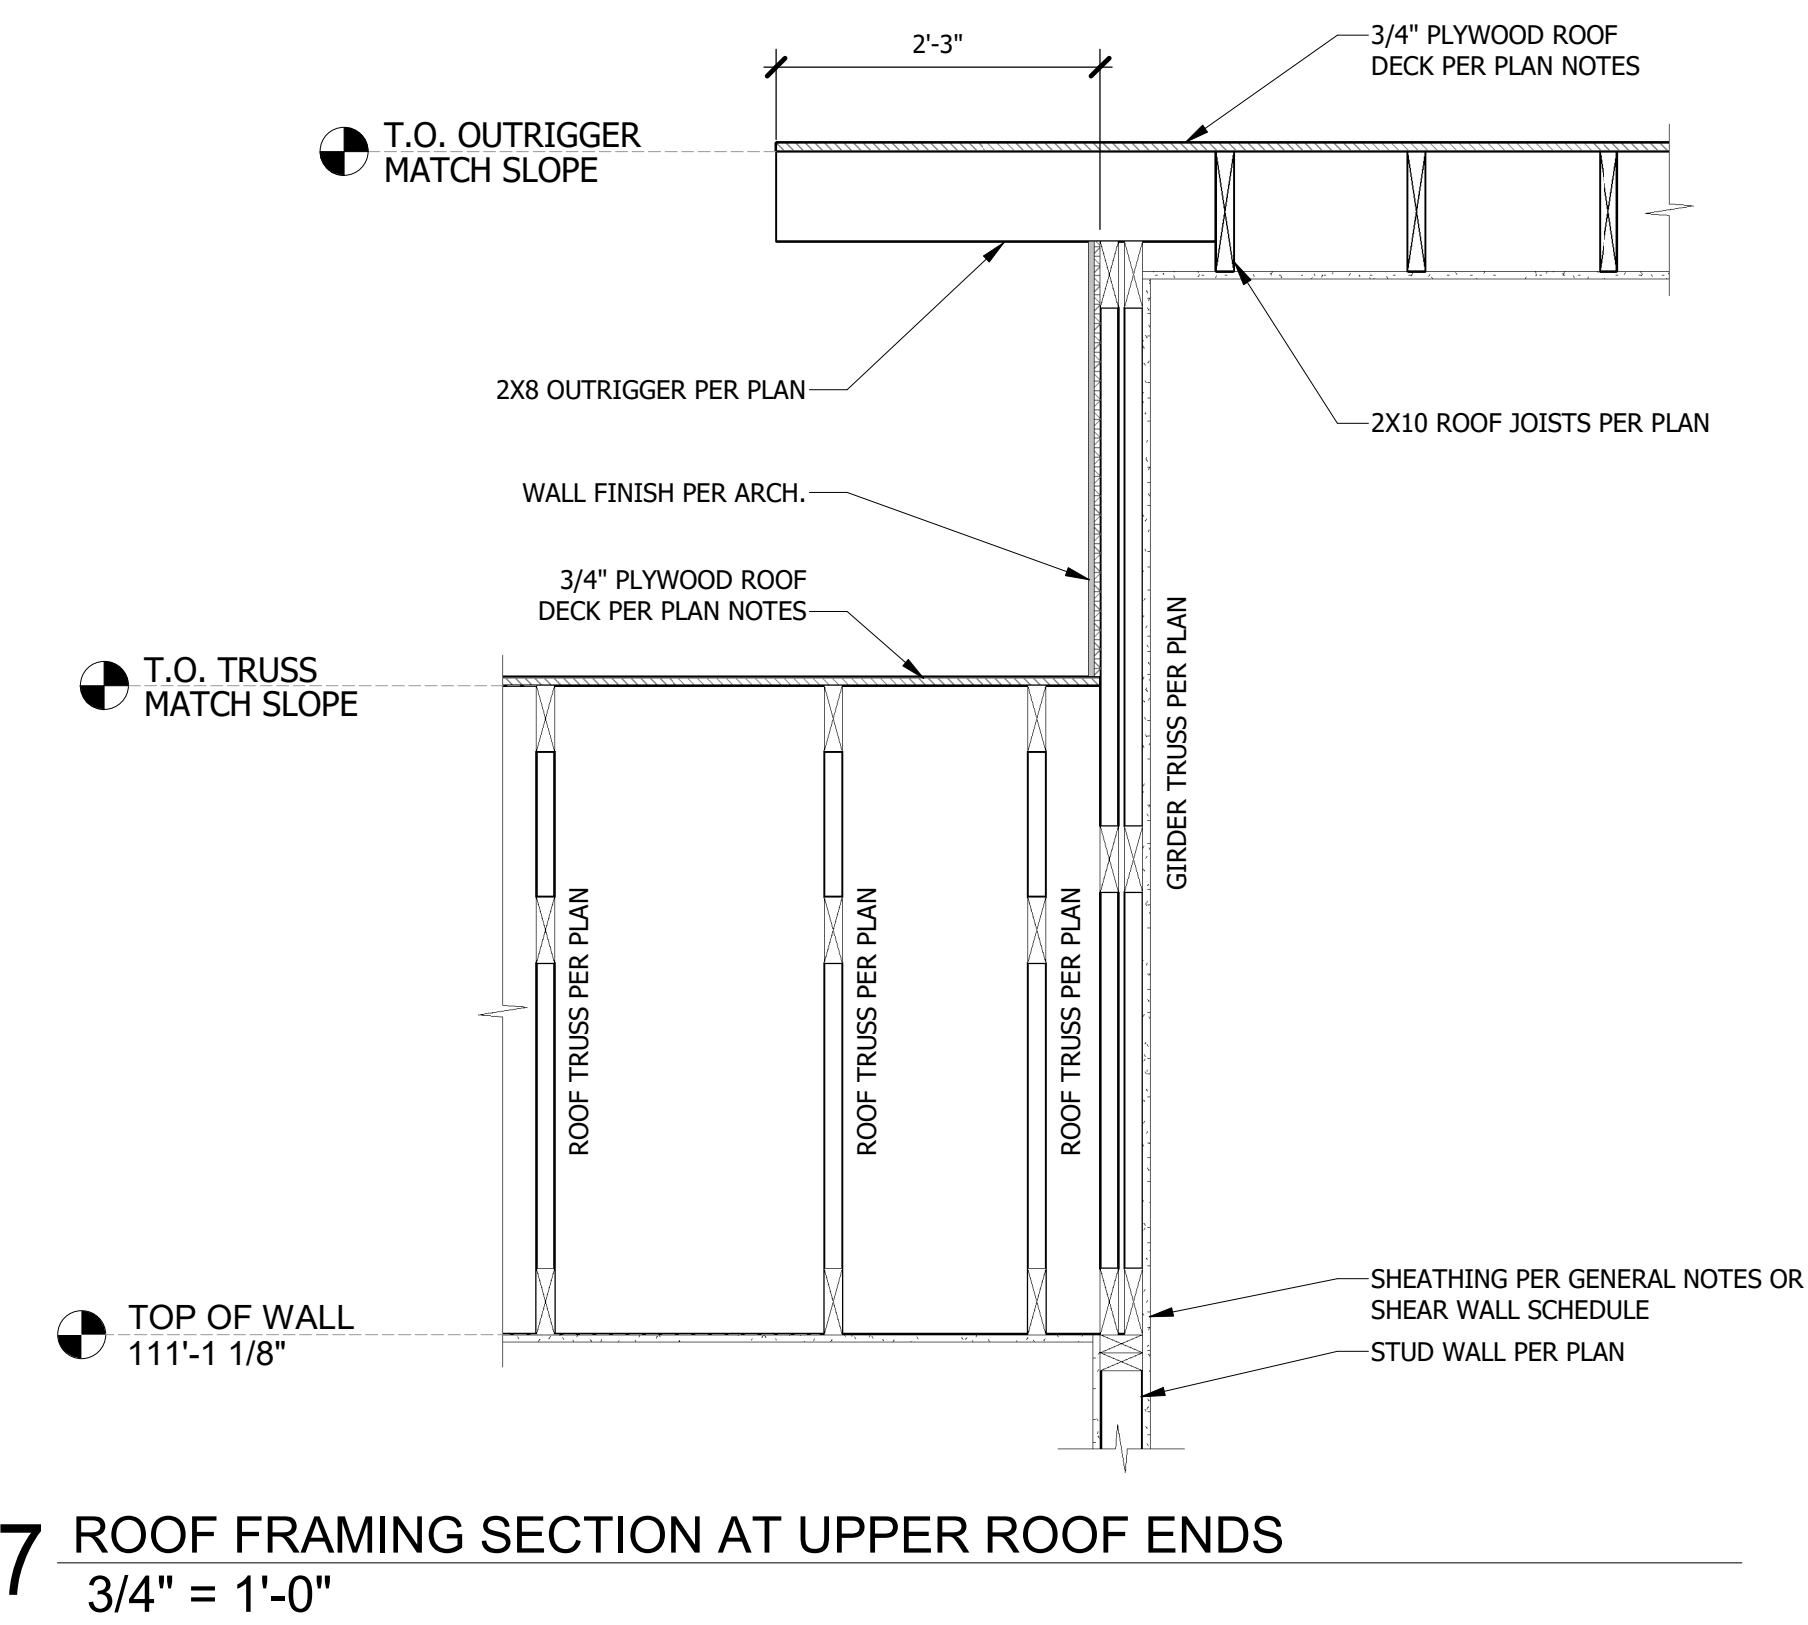 2'-3"
3/4" PLYWOOD ROOF
DECK PER PLAN NOTES
T.O. OUTRIGGER
MATCH SLOPE
2X8 OUTRIGGER PER PLAN
2X10 ROOF JOISTS PER PLAN
WALL FINISH PER ARCH.
3/4" PLYWOOD ROOF
DECK PER PLAN NOTES
T.O. TRUSS
MATCH SLOPE
GIRDER TRUSS PER PLAN
ROOF TRUSS PER PLAN
ROOF TRUSS PER PLAN
ROOF TRUSS PER PLAN
SHEATHING PER GENERAL NOTES OR
SHEAR WALL SCHEDULE
STUD WALL PER PLAN
TOP OF WALL
111'-1 1/8"
7 ROOF FRAMING SECTION AT UPPER ROOF ENDS
3/4" = 1'-0"